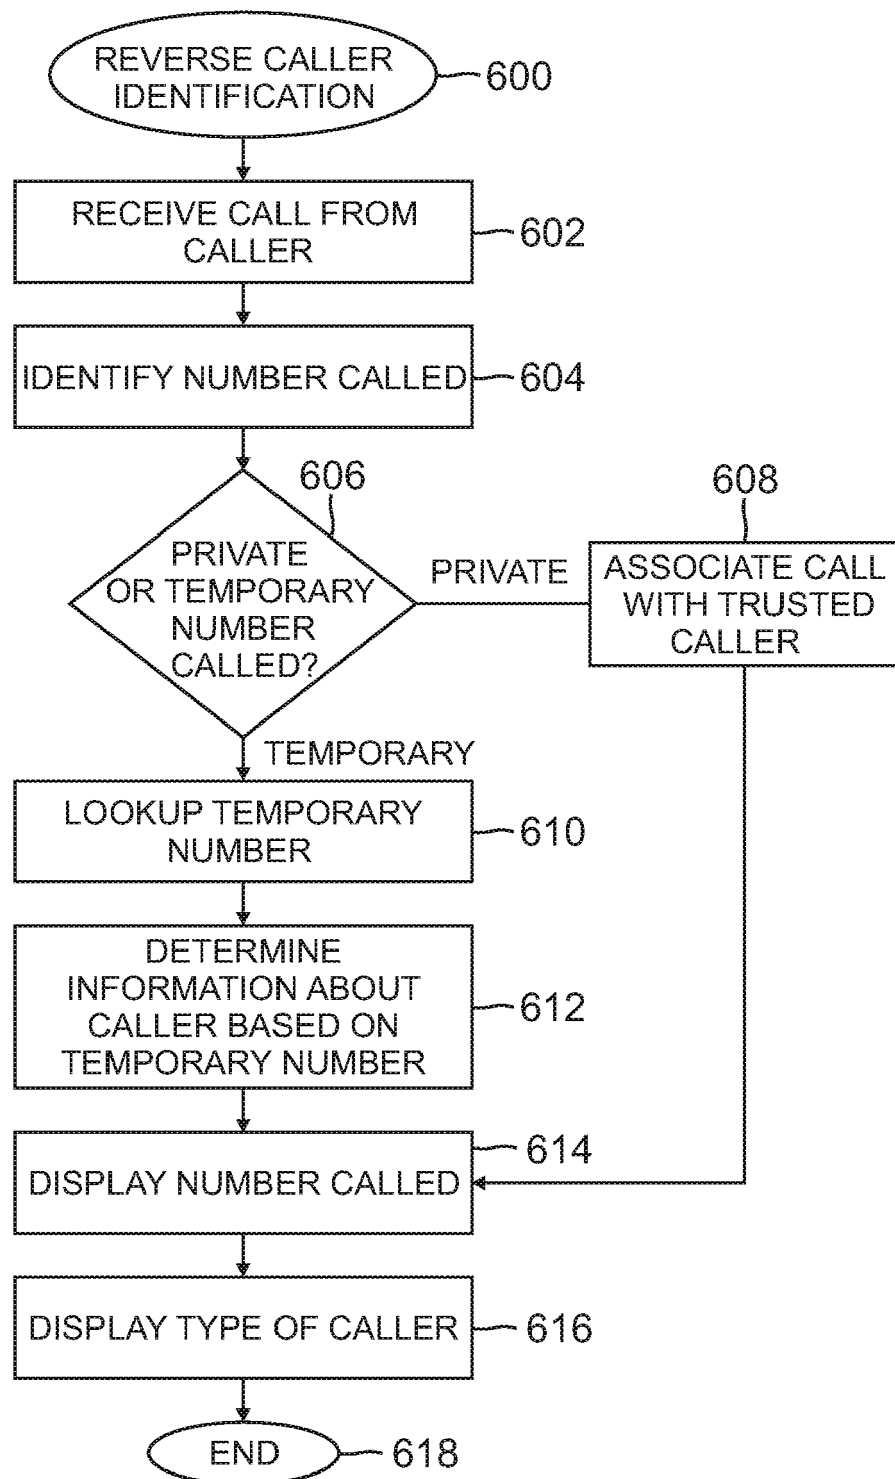 REVERSE CALLER
IDENTIFICATION
600
RECEIVE CALL FROM
CALLER
602
IDENTIFY NUMBER CALLED
604
606
PRIVATE
OR TEMPORARY
NUMBER
CALLED?
PRIVATE
608
ASSOCIATE CALL
WITH TRUSTED
CALLER
TEMPORARY
LOOKUP TEMPORARY
NUMBER
610
DETERMINE
INFORMATION ABOUT
CALLER BASED ON
TEMPORARY NUMBER
612
DISPLAY NUMBER CALLED
614
DISPLAY TYPE OF CALLER
616
END
618